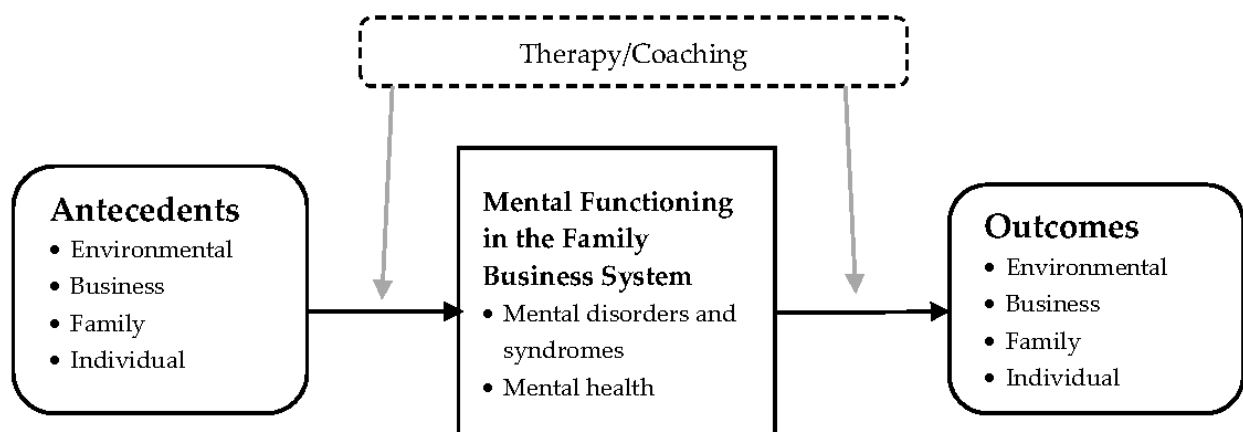 Therapy/Coaching
Antecedents
• Environmental
• Business
• Family
• Individual
Mental Functioning
in the Family
Business System
• Mental disorders and
syndromes
• Mental health
Outcomes
• Environmental
• Business
• Family
• Individual